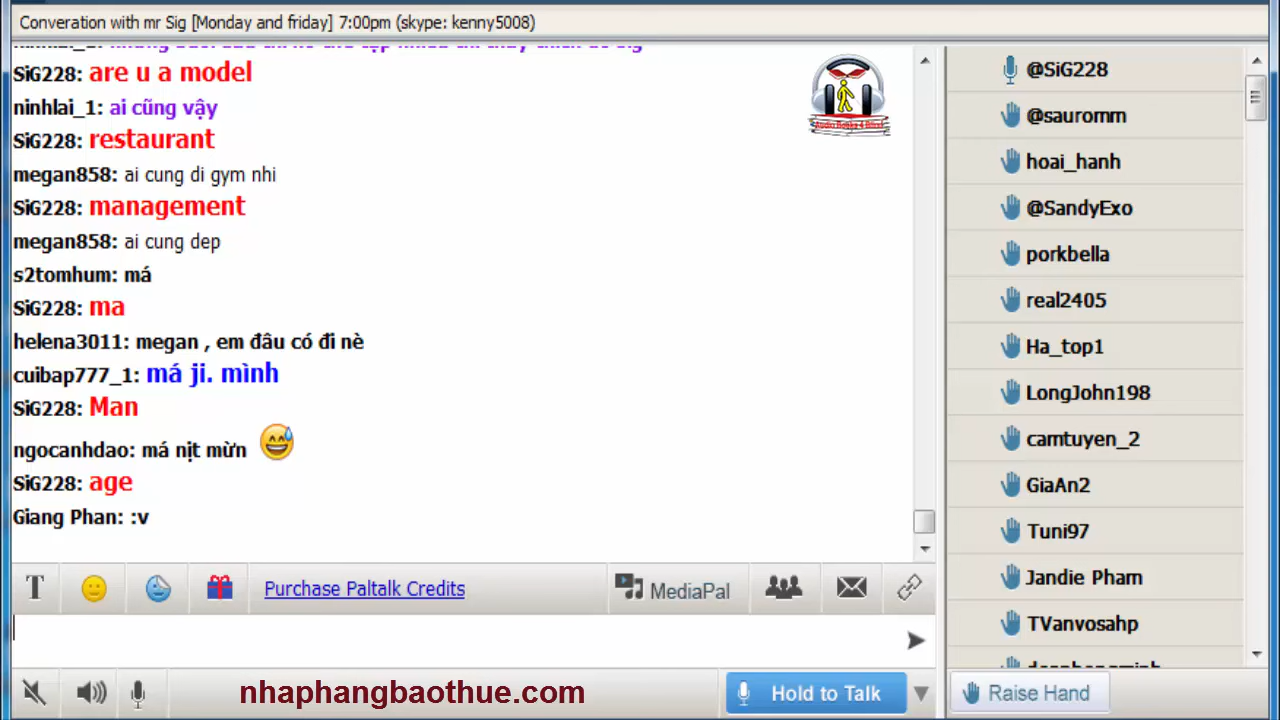 Converation with mr Sig [Monday and friday] 7:00pm (skype: kenny5008)
SiG228: are u a model
ninhlai_1: ai cũng vậy
SiG228: restaurant
megan858: ai cung di gym nhi
SiG228: management
megan858: ai cung dep
s2tomhum: má
SiG228: ma
helena3011: megan , em đâu có đi nè
cuibap777_1: má ji. mình
SiG228: Man
ngocanhdao: má nịt mừn
SiG228: age
Giang Phan: :v
Purchase Paltalk Credits
MediaPal
nhaphangbaothue.com
Hold to Talk
@SiG228
@sauromm
hoai_hanh
@SandyExo
porkbella
real2405
Ha_top1
LongJohn198
camtuyen_2
GiaAn2
Tuni97
Jandie Pham
TVanvosahp
Raise Hand